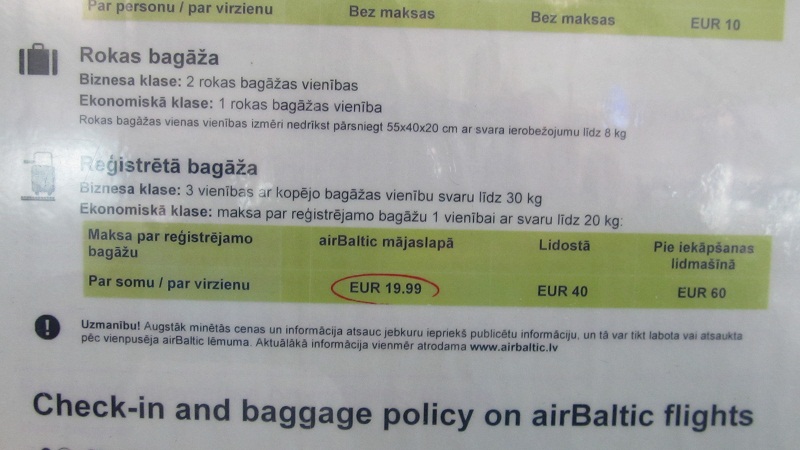 Par personu / par virzienu Bez maksas Bez maksas EUR 10
Rokas bagāža
Biznesa klase: 2 rokas bagāžas vienības
Ekonomiskā klase: 1 rokas bagāžas vienība
Rokas bagāžas vienas vienības izmēri nedrīkst pārsniegt 55x40x20 cm ar svara ierobežojumu līdz 8 kg
Reģistrētā bagāža
Biznesa klase: 3 vienības ar kopējo bagāžas vienību svaru līdz 30 kg
Ekonomiskā klase: maksa par reģistrējamo bagāžu 1 vienībai ar svaru līdz 20 kg:
Maksa par reģistrējamo bagāžu airBaltic mājaslapā Lidostā Pie iekāpšanas lidmašīnā
Par somu / par virzienu EUR 19.99 EUR 40 EUR 60
Uzmanību! Augstāk minētās cenas un informācija atsauc jebkuru iepriekš publicētu informāciju, un tā var tikt labota vai atsaukta
pēc vienpusēja airBaltic lēmuma. Aktuālākā informācija vienmēr atrodama www.airbaltic.lv
Check-in and baggage policy on airBaltic flights